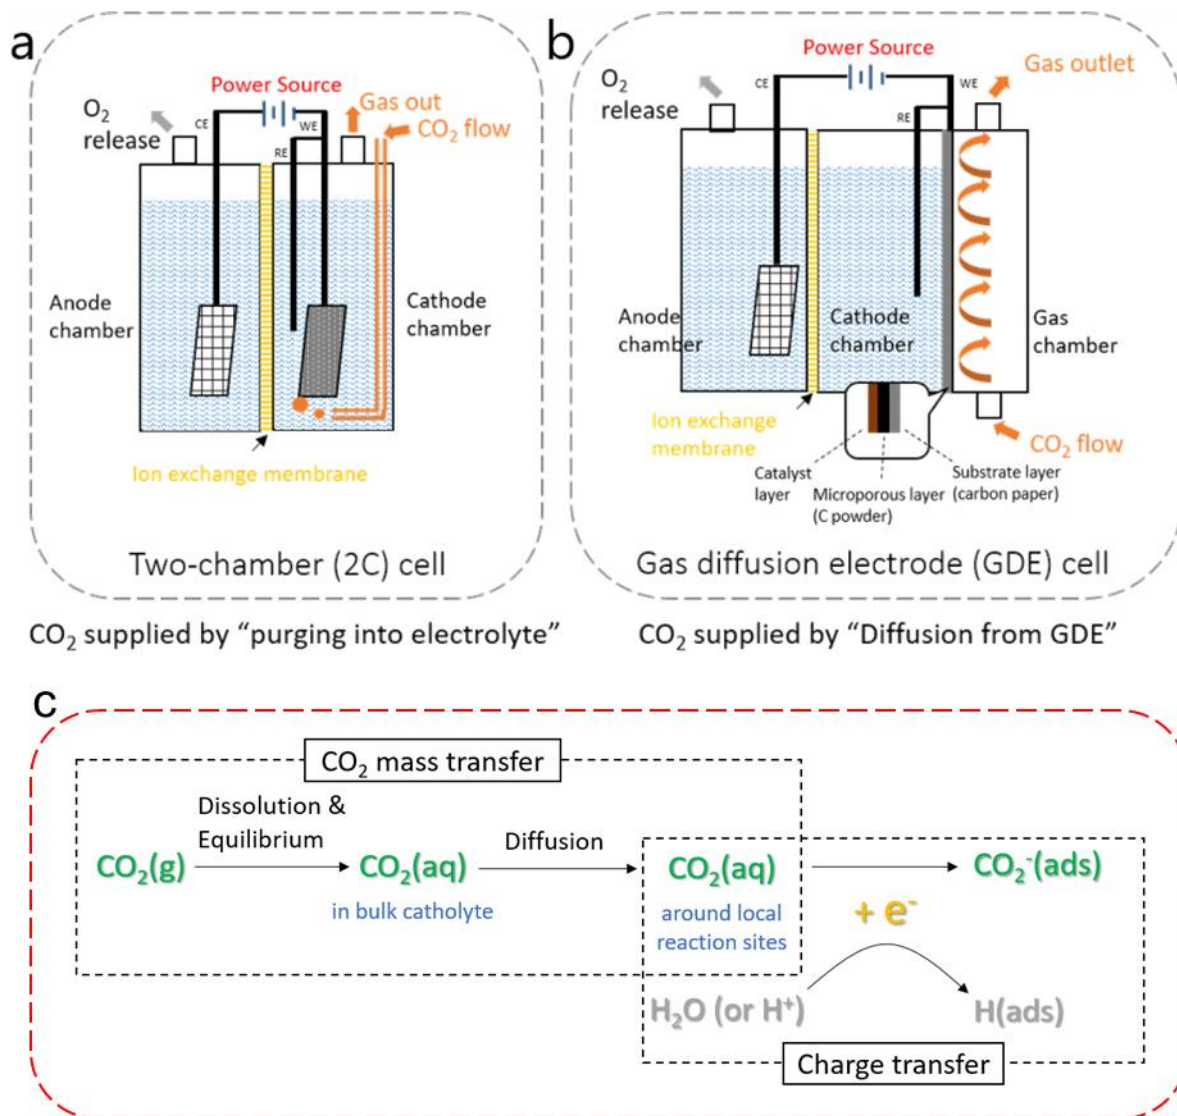 a
Power Source
O₂
release
CE
WE
RE
Gas out
CO₂ flow
Anode
chamber
Cathode
chamber
Ion exchange membrane
Two-chamber (2C) cell
CO₂ supplied by “purging into electrolyte”
b
Power Source
O₂
release
CE
WE
RE
Gas outlet
Anode
chamber
Cathode
chamber
Gas
chamber
Ion exchange
membrane
CO₂ flow
Catalyst
layer
Microporous layer
(C powder)
Substrate layer
(carbon paper)
Gas diffusion electrode (GDE) cell
CO₂ supplied by “Diffusion from GDE”
c
CO₂ mass transfer
Dissolution &
Equilibrium
Diffusion
CO₂(g)
CO₂(aq)
in bulk catholyte
CO₂(aq)
around local
reaction sites
CO₂⁻(ads)
+ e⁻
H₂O (or H⁺)
H(ads)
Charge transfer